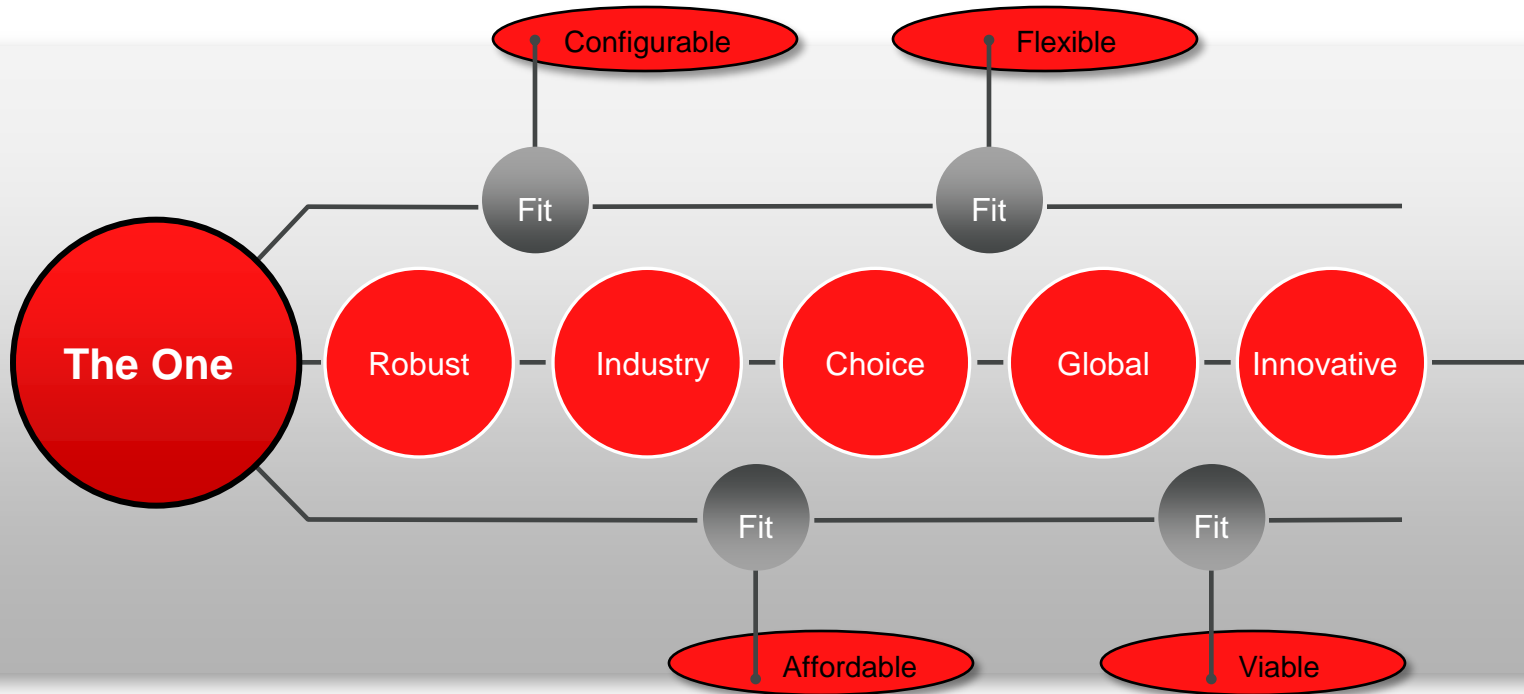 Configurable
Flexible
Fit
Fit
The One
Robust
Industry
Choice
Global
Innovative
Fit
Fit
Affordable
Viable